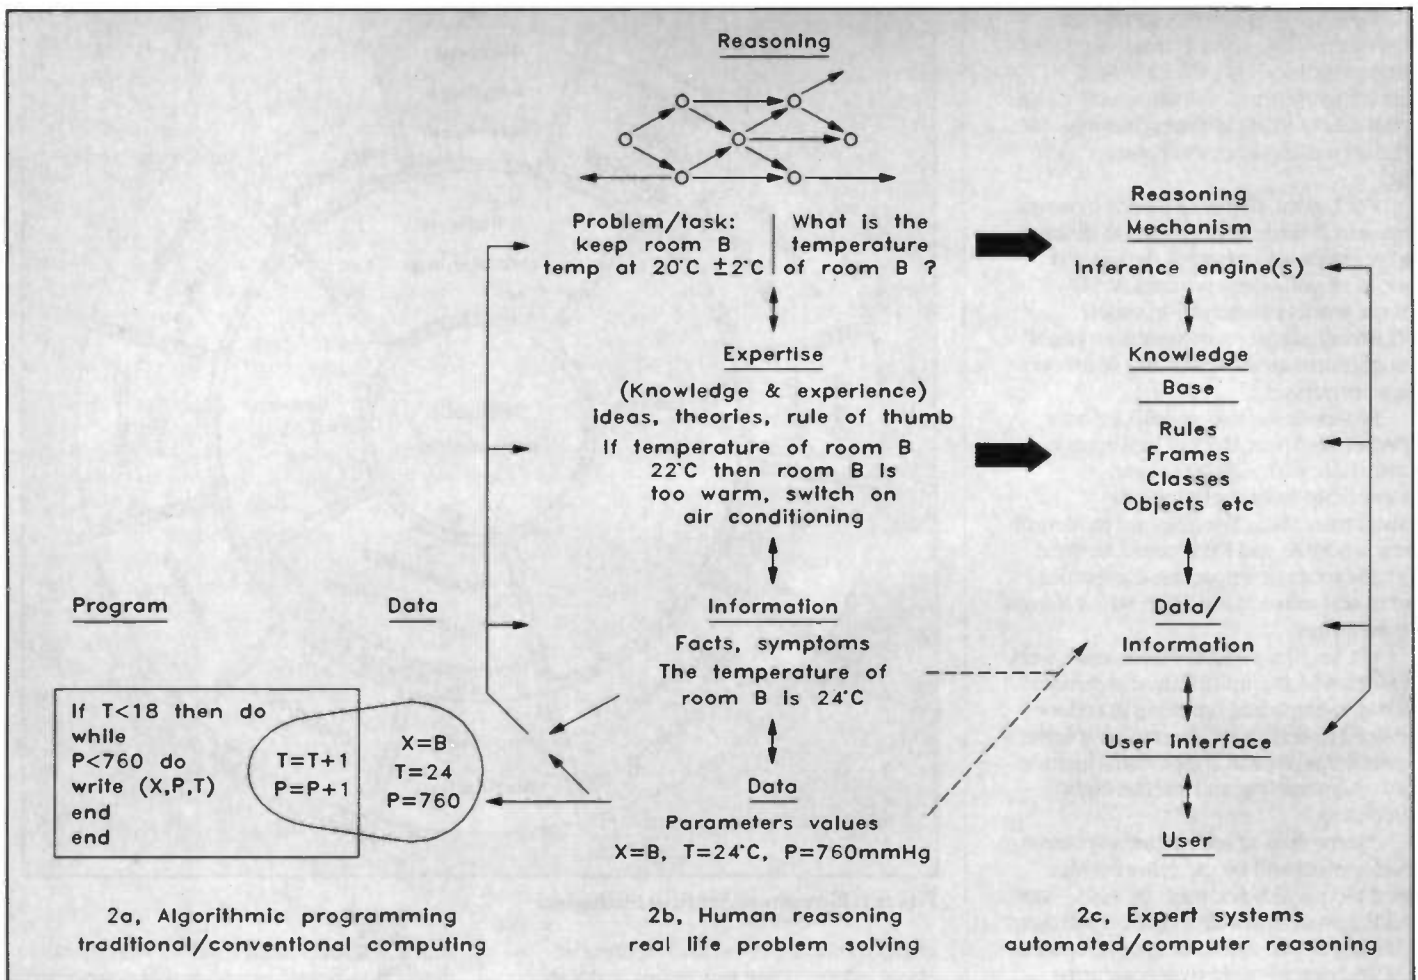 Reasoning
Problem/task:
keep room B
temp at 20°C ±2°C
What is the
temperature
of room B ?
Expertise
(Knowledge & experience)
ideas, theories, rule of thumb
If temperature of room B
22°C then room B is
too warm, switch on
air conditioning
Information
Facts, symptoms
The temperature of
room B is 24°C
Data
Parameters values
X=B, T=24°C, P=760mmHg
Reasoning
Mechanism
Inference engine(s)
Knowledge
Base
Rules
Frames
Classes
Objects etc
Data/
Information
User interface
User
Program
Data
If T<18 then do
while
P<760 do
write (X,P,T)
end
end
T=T+1
P=P+1
X=B
T=24
P=760
2a, Algorithmic programming
traditional/conventional computing
2b, Human reasoning
real life problem solving
2c, Expert systems
automated/computer reasoning